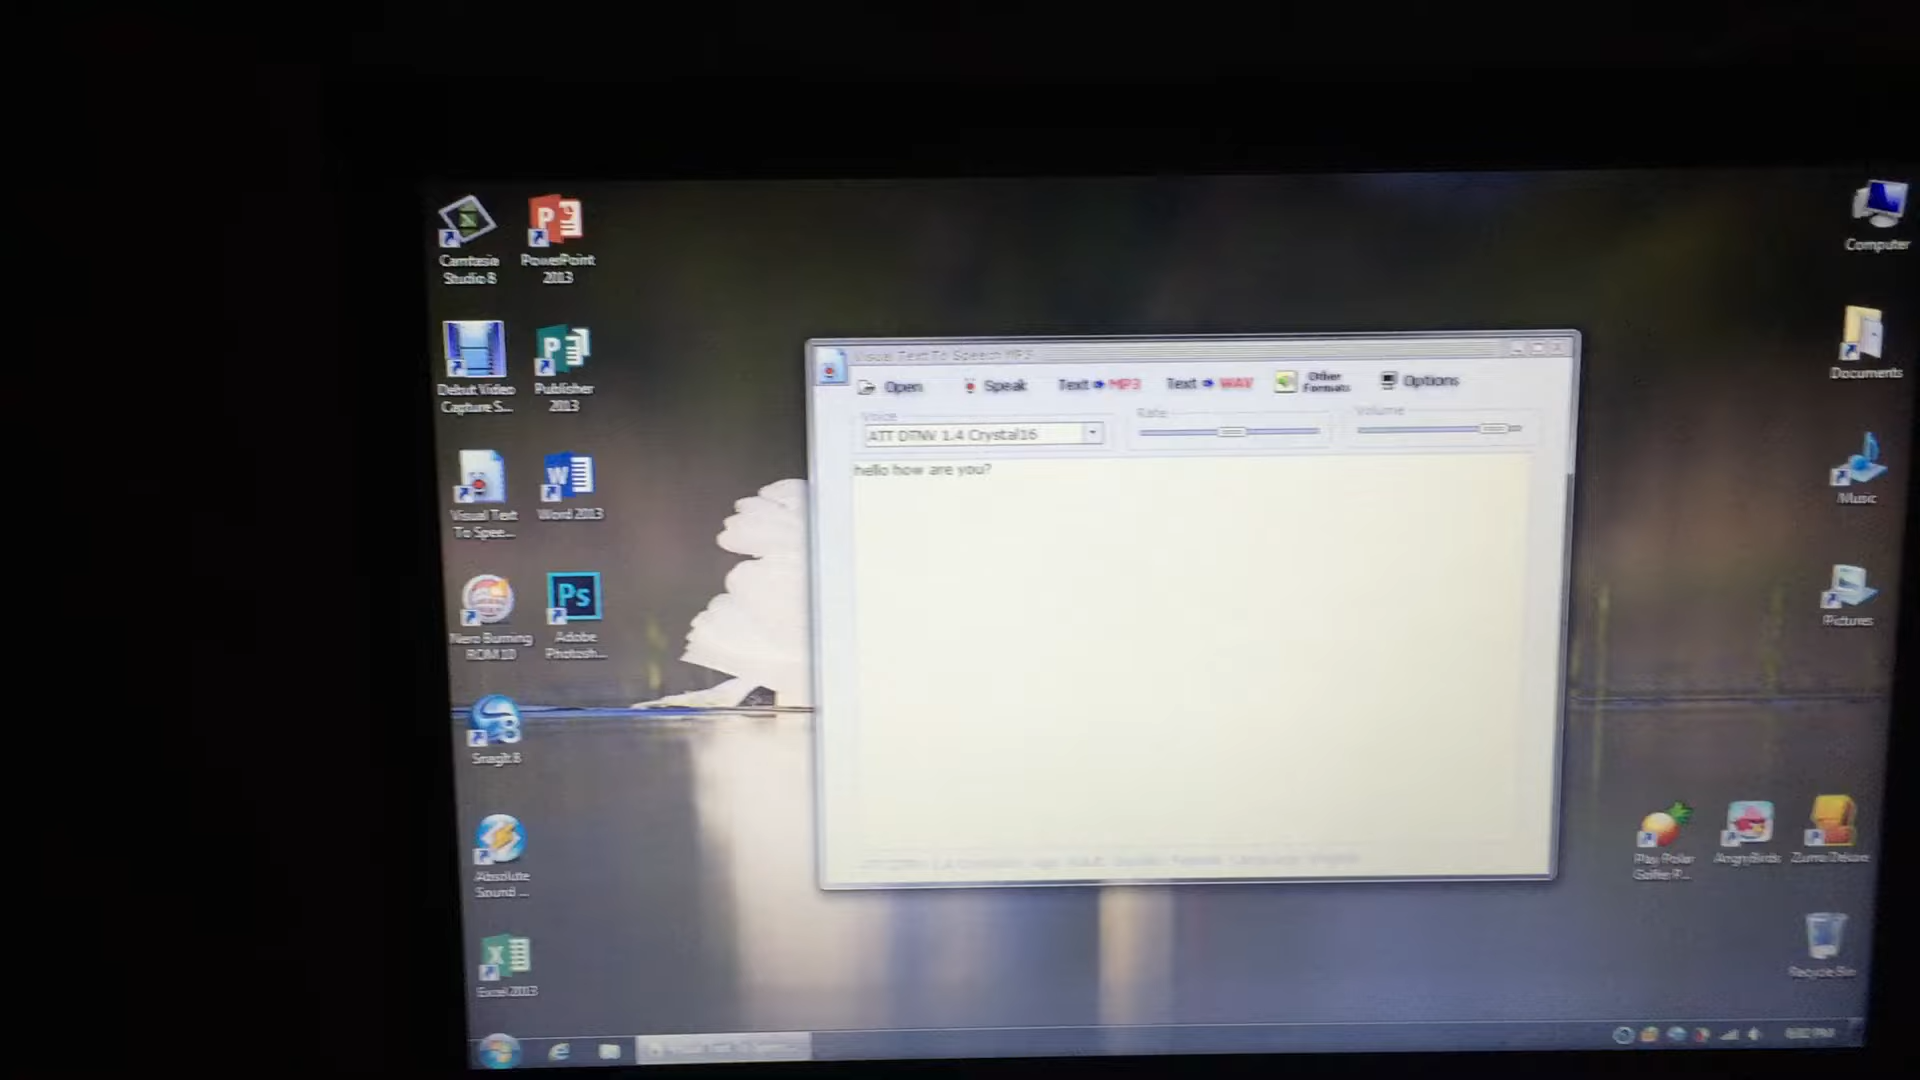 Camtasia
Studio 8
PowerPoint
2013
Debut Video
Capture S...
Publisher
2013
Visual Text
To Spee...
Word 2013
Nero Burning
ROM 10
Ps
Adobe
Photosh...
SnagIt 8
Absolute
Sound ...
Excel 2013
Visual Text To Speech MP3
Open
Speak
Text MP3
Text WAV
Other
Formats
Options
Voice
Rate
Volume
ATT DTNV 1.4 Crystal16
hello how are you?
Computer
Documents
Music
Pictures
Play Polar
Golfer P...
AngryBirds
Zuma Deluxe
Recycle Bin